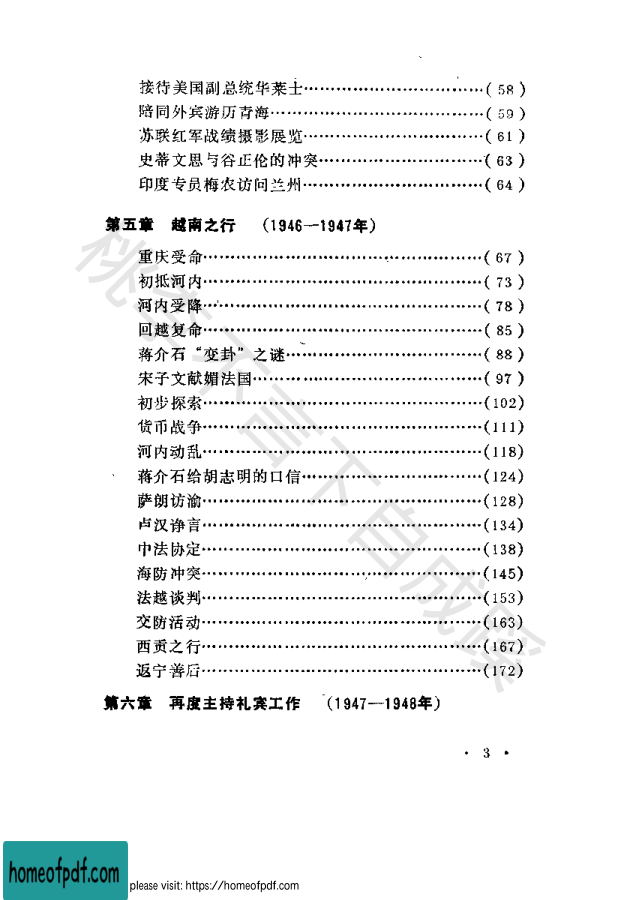 接待美国副总统华莱士……………………………( 58 )
陪同外宾游历青海…………………………………( 59 )
苏联红军战绩摄影展览……………………………( 61 )
史蒂文思与谷正伦的冲突…………………………( 63 )
印度专员梅农访问兰州……………………………( 64 )
第五章 越南之行 (1946—1947年)
重庆受命……………………………………………( 67 )
初抵河内……………………………………………( 73 )
河内受降……………………………………………( 78 )
回越复命……………………………………………( 85 )
蒋介石“变卦”之谜………………………………( 88 )
宋子文献媚法国……………………………………( 97 )
初步探索……………………………………………(102)
货币战争……………………………………………(111)
河内动乱……………………………………………(118)
蒋介石给胡志明的口信……………………………(124)
萨朗访渝……………………………………………(128)
卢汉诤言……………………………………………(134)
中法协定……………………………………………(138)
海防冲突……………………………………………(145)
法越谈判……………………………………………(153)
交防活动……………………………………………(163)
西贡之行……………………………………………(167)
返宁善后……………………………………………(172)
第六章 再度主持礼宾工作 (1947—1948年)
· 3 ·
桃李不言下自成蹊
homeofpdf.com
please visit: https://homeofpdf.com